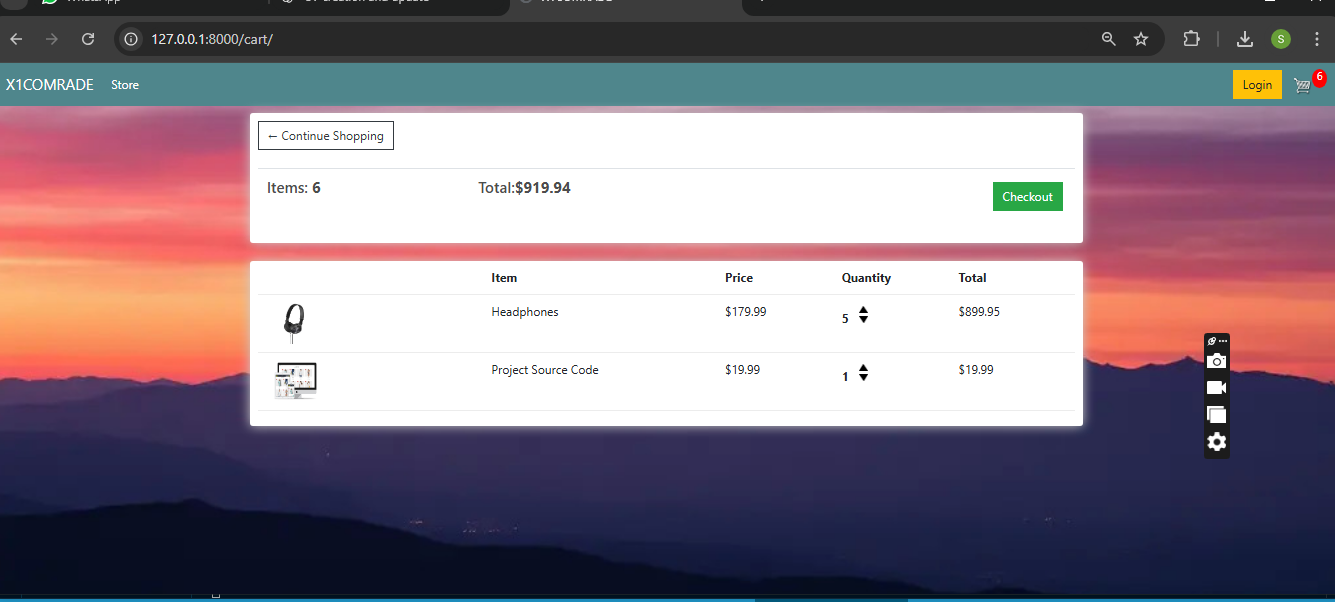 WhatsApp
127.0.0.1:8000/cart/
S
X1COMRADE Store Login 6
← Continue Shopping
Items: 6 Total:$919.94 Checkout
Item Price Quantity Total
Headphones $179.99 5 $899.95
Project Source Code $19.99 1 $19.99